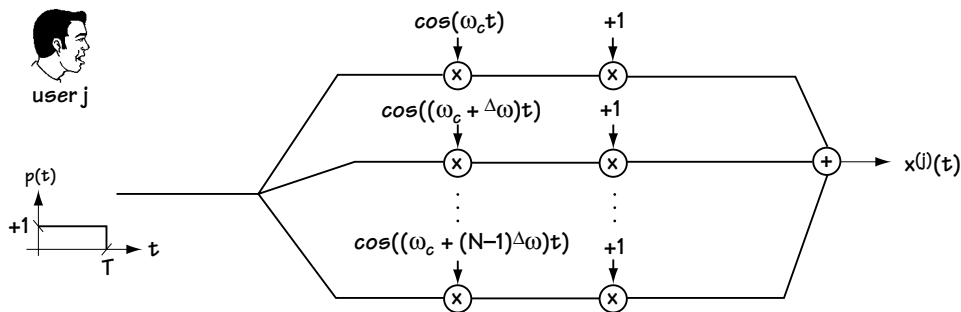 cos(ω_c t)
+1
user j
cos((ω_c + Δω)t)
+1
x^(j)(t)
p(t)
+1
t
T
cos((ω_c + (N–1)Δω)t)
+1